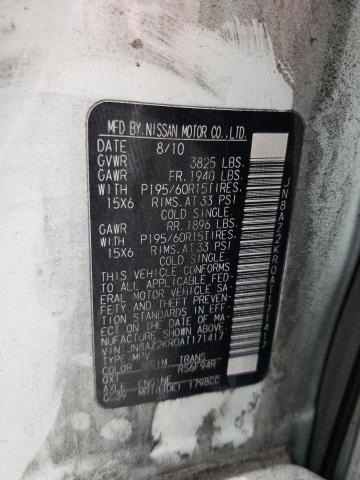 MFD.BY.NISSAN MOTOR CO.,LTD.
DATE 8/10
GVWR 3825 LBS.
GAWR FR. 1940 LBS.
WITH P195/60R15TIRES.
15X6 RIMS.AT 33 PSI
COLD SINGLE.
GAWR RR. 1896 LBS.
WITH P195/60R15TIRES.
15X6 RIMS.AT 33 PSI
COLD SINGLE.
THIS VEHICLE CONFORMS
TO ALL APPLICABLE FED-
ERAL MOTOR VEHICLE SA-
FETY AND THEFT PREVEN-
TION STANDARDS IN EFF-
ECT ON THE DATE OF MA-
NUFACTURE SHOWN ABOVE.
VIN: JN8AZ2KR0AT171417
TYPE: MPV
COLOR TRIM TRANS
QX1 RS6F94R
AXLE ENGINE
GC39 1798CC
JN8AZ2KR0AT171417